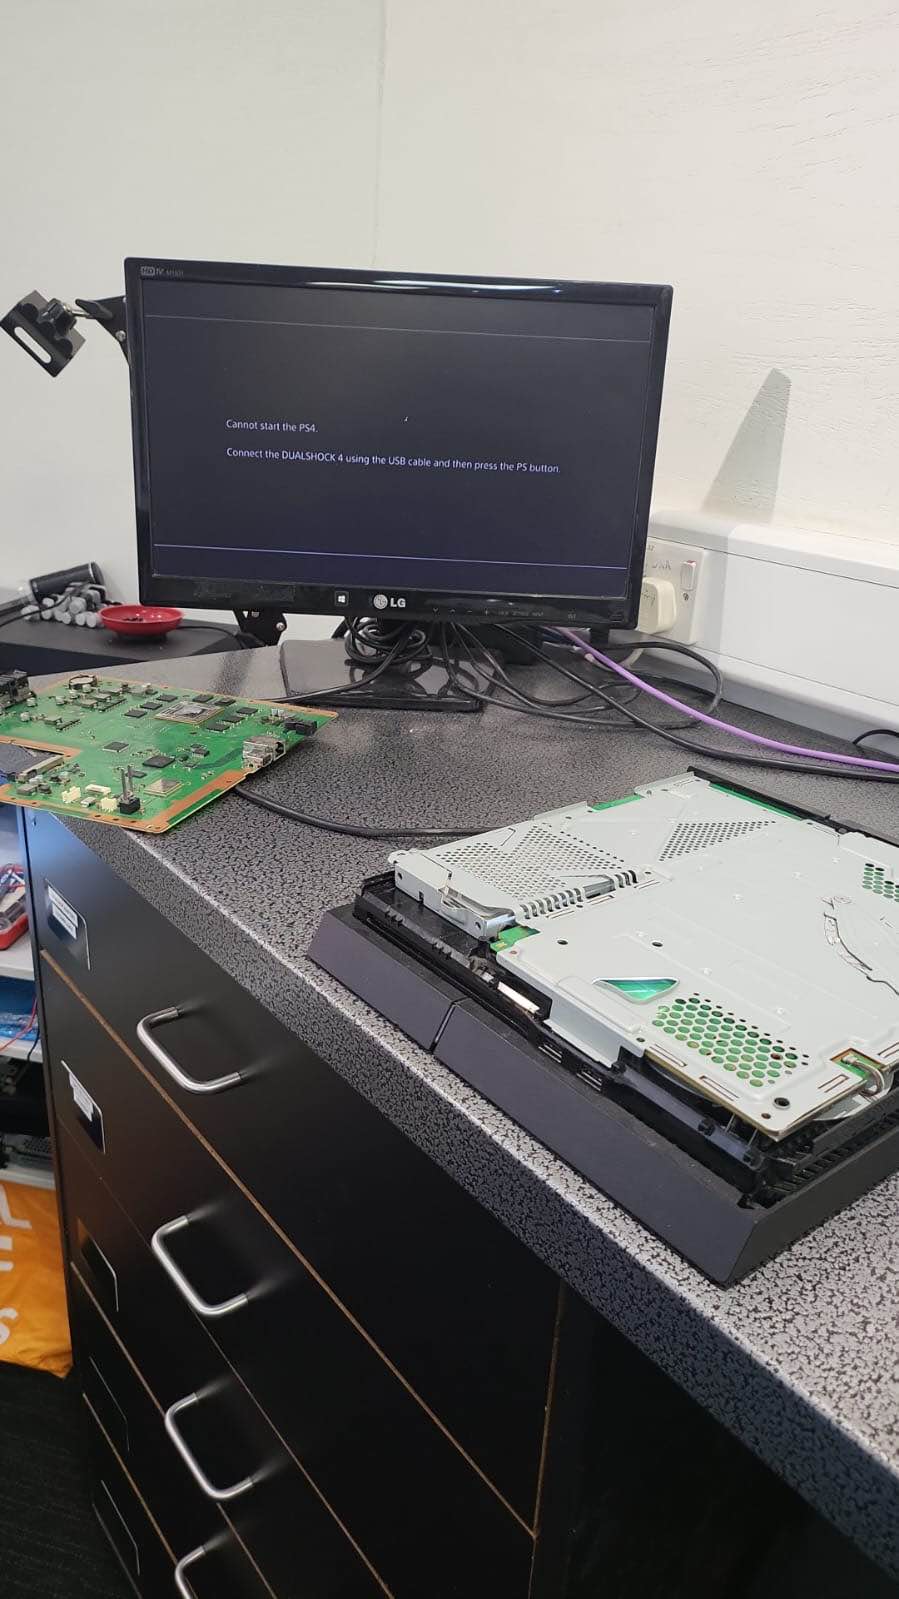 Cannot start the PS4.
Connect the DUALSHOCK 4 using the USB cable and then press the PS button.
LG